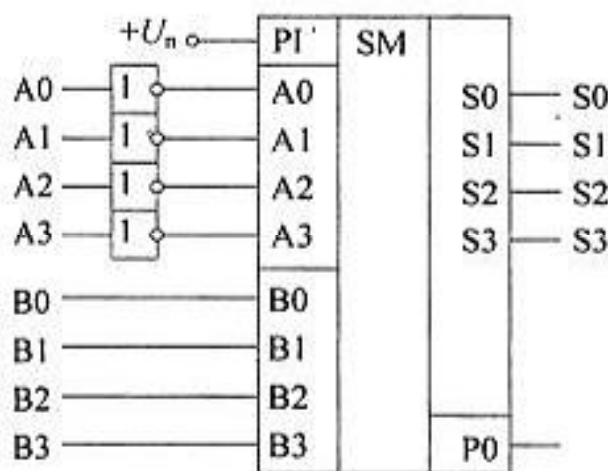 +Uп PI SM
A0 1 A0 S0 S0
A1 1 A1 S1 S1
A2 1 A2 S2 S2
A3 1 A3 S3 S3
B0 B0
B1 B1
B2 B2
B3 B3 P0